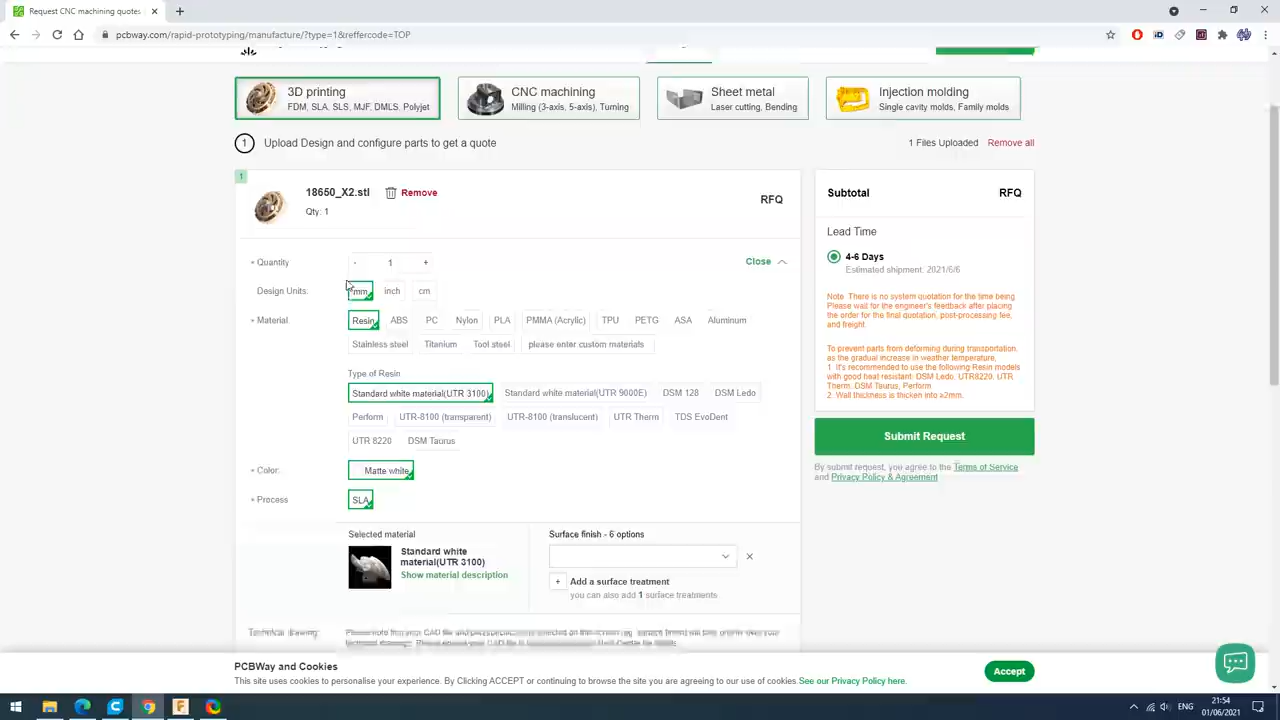 Request CNC machining quotes
pcbway.com/rapid-prototyping/manufacture/?type=1&reffercode=TOP
3D printing
FDM, SLA, SLS, MJF, DMLS, Polyjet
CNC machining
Milling (3-axis, 5-axis), Turning
Sheet metal
Laser cutting, Bending
Injection molding
Single cavity molds, Family molds
1 Upload Design and configure parts to get a quote
1 Files Uploaded Remove all
1
18650_X2.stl Remove
Qty: 1
RFQ
Quantity - 1 +
Close
Design Units: mm inch cm
Material Resin ABS PC Nylon PLA PMMA (Acrylic) TPU PETG ASA Aluminum
Stainless steel Titanium Tool steel please enter custom materials
Type of Resin
Standard white material(UTR 3100) Standard white material(UTR 9000E) DSM 128 DSM Ledo
Perform UTR-8100 (transparent) UTR-8100 (translucent) UTR Therm TDS EvoDent
UTR 8220 DSM Taurus
Color: Matte white
Process SLA
Selected material
Standard white
material(UTR 3100)
Show material description
Surface finish - 6 options
+ Add a surface treatment
you can also add 1 surface treatments
Subtotal RFQ
Lead Time
4-6 Days
Estimated shipment: 2021/6/6
Note There is no system quotation for the time being
Please wait for the engineer's feedback after placing
the order for the final quotation, post-processing fee,
and freight
To prevent parts from deforming during transportation,
as the gradual increase in weather temperature,
1 It's recommended to use the following Resin models
with good heat resistant: DSM Ledo, UTR8220, UTR
Therm, DSM Taurus, Perform
2 Wall thickness is thicken into ≥2mm.
Submit Request
By submit request, you agree to the Terms of Service
and Privacy Policy & Agreement
PCBWay and Cookies
This site uses cookies to personalise your experience. By Clicking ACCEPT or continuing to browse the site you are agreeing to our use of cookies.See our Privacy Policy here.
Accept
ENG
21:54
01/06/2021